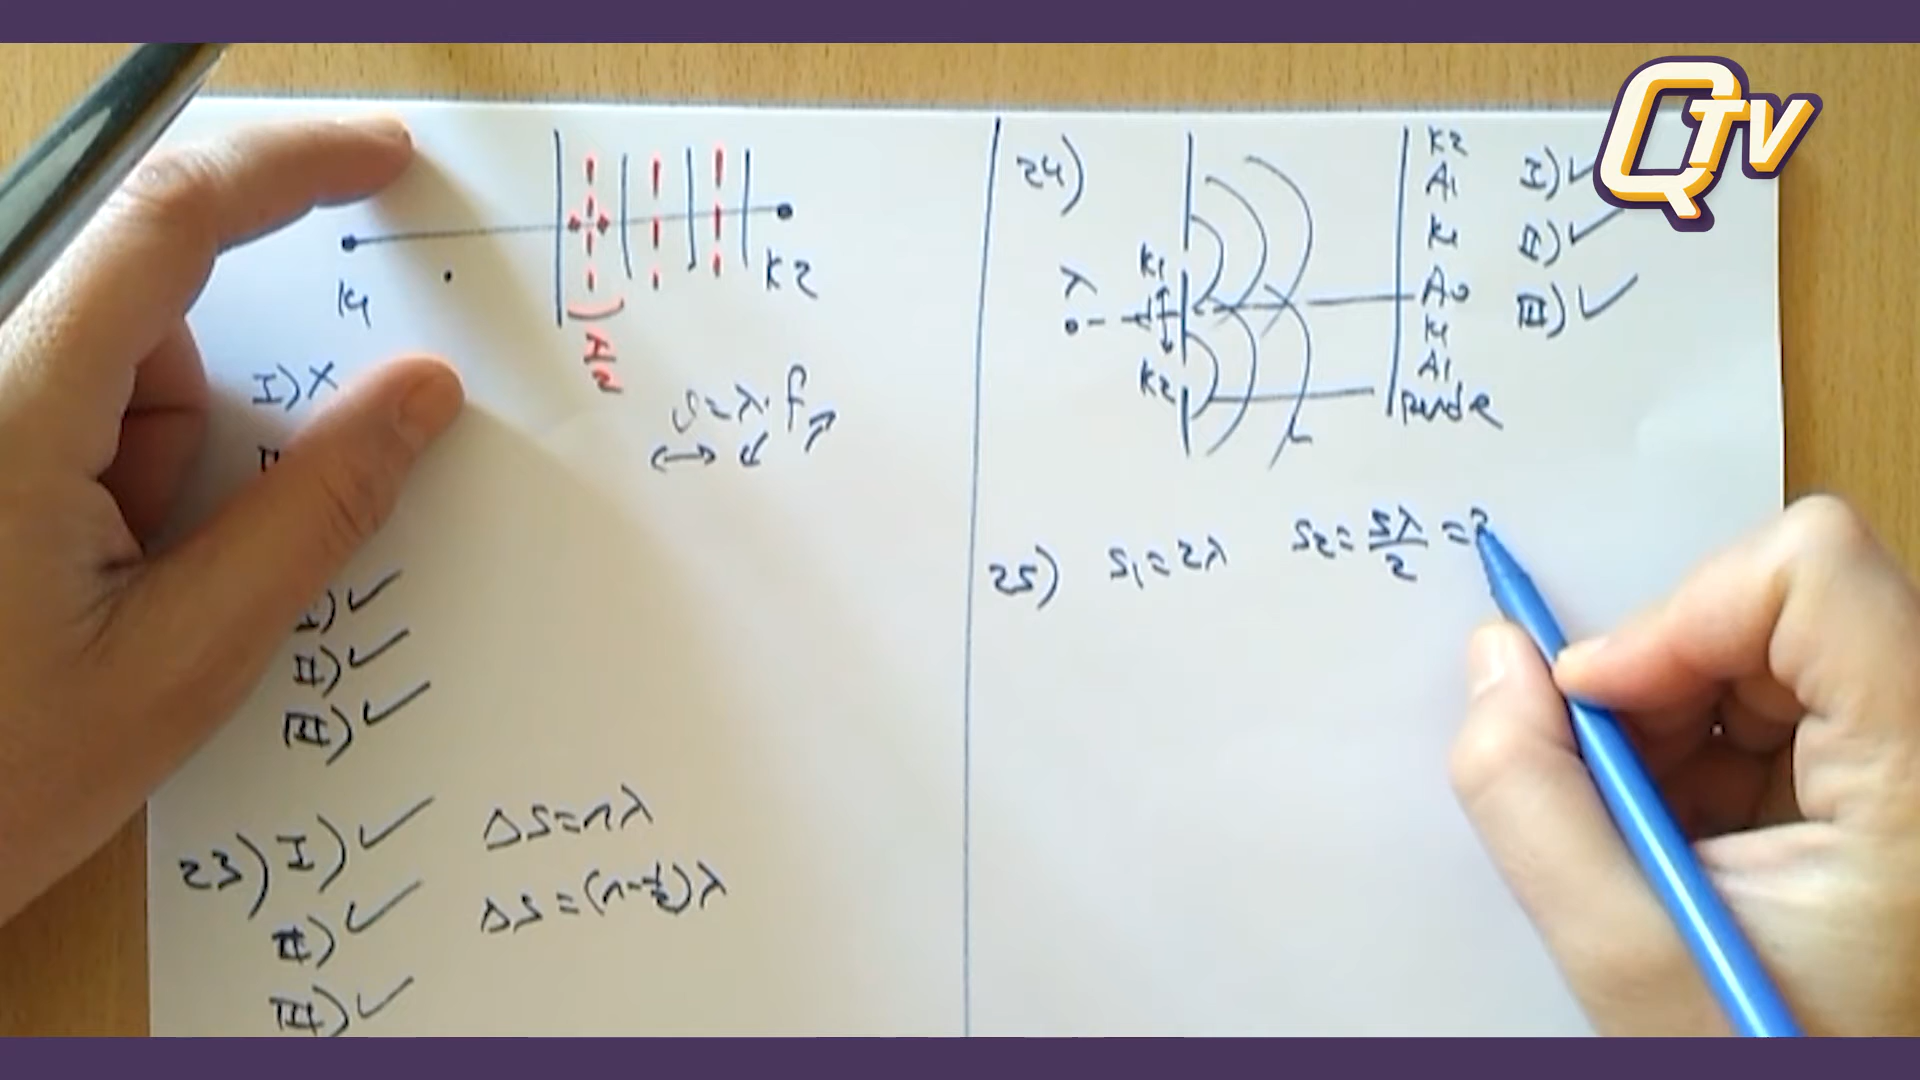 QTV
K1
K2
λ/2
I) X
υ=λ·f
I) ✓
II) ✓
III) ✓
23) I) ✓ Δs=nλ
II) ✓ Δs=(n-1/2)λ
III) ✓
24)
λ
K1
K2
K2
A1
K1
A0
K1
A1
Perde
I) ✓
II) ✓
III) ✓
25) S1=2λ S2=5λ/2=